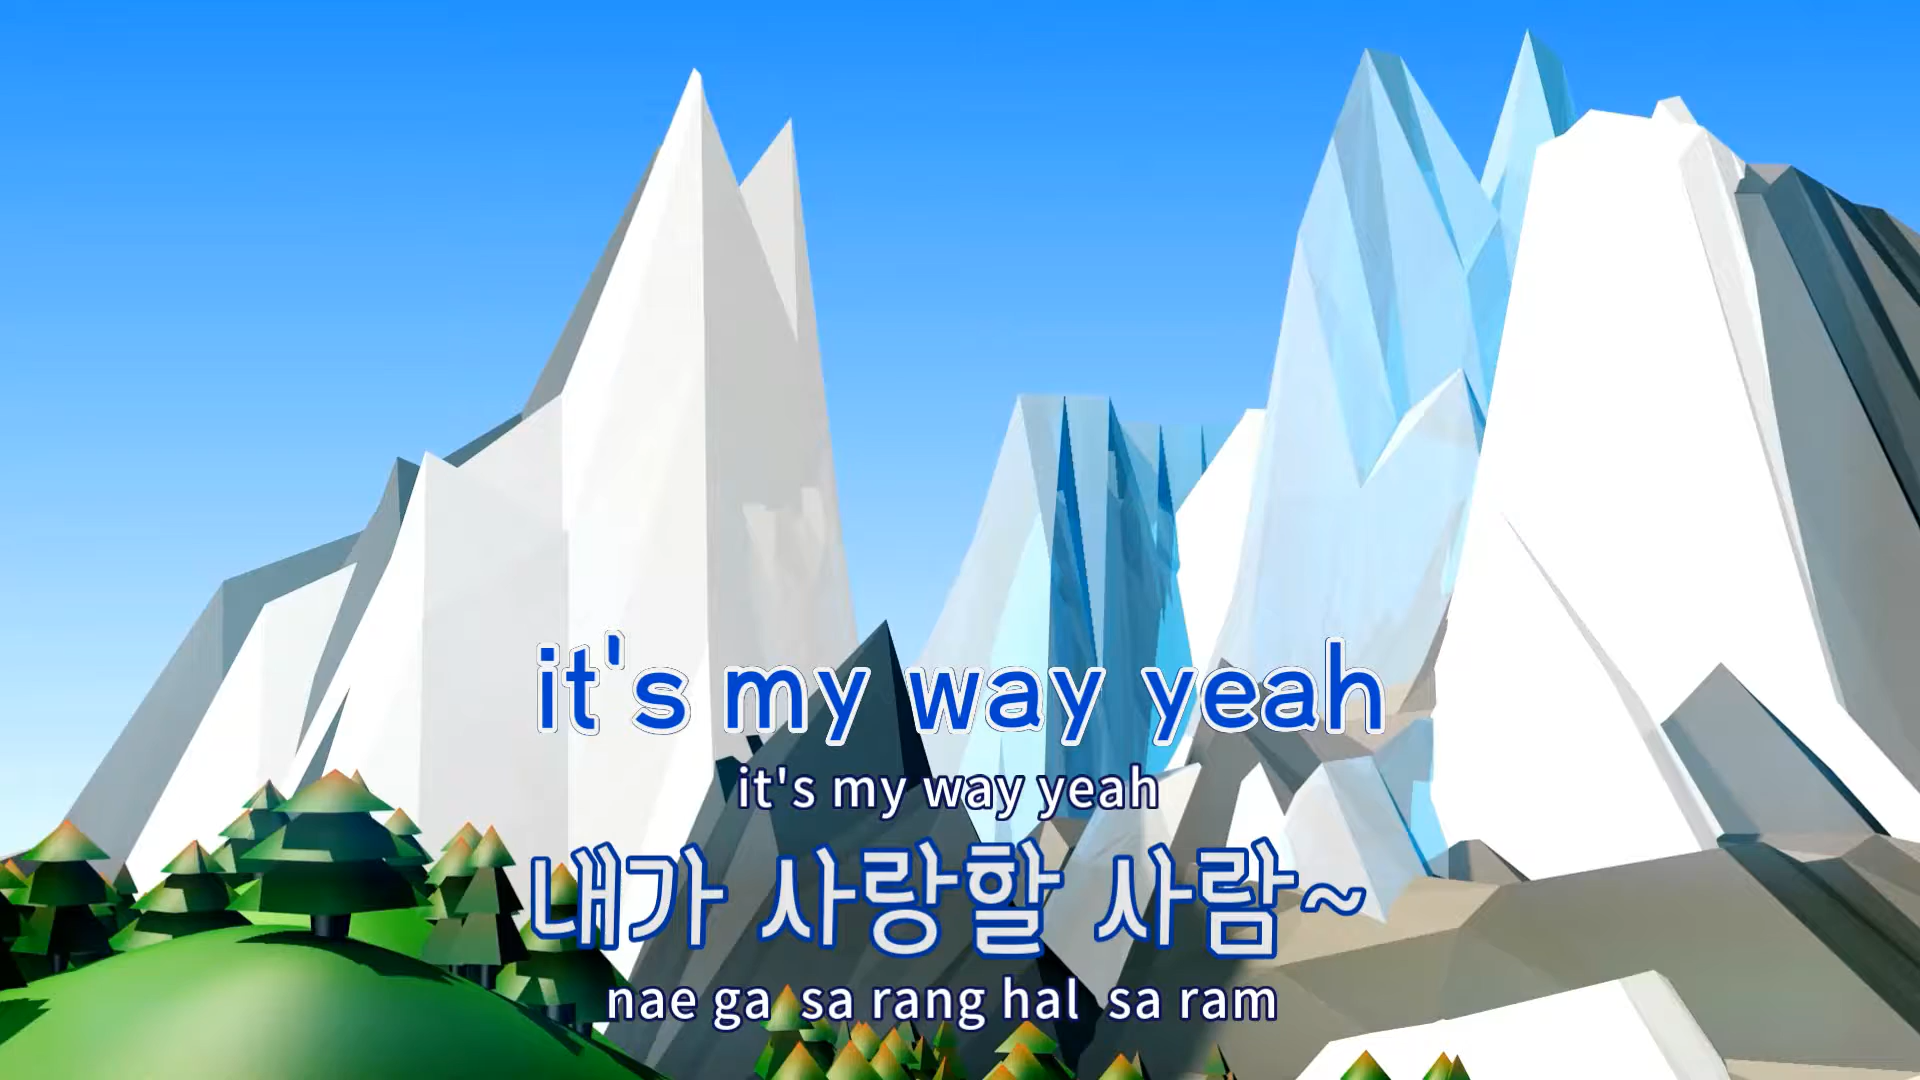 it's my way yeah
it's my way yeah
내가 사랑할 사람~
nae ga sa rang hal sa ram